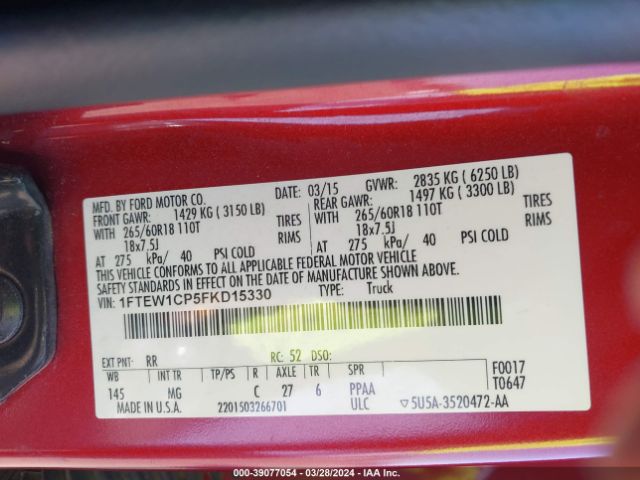 MFD. BY FORD MOTOR CO. DATE: 03/15 GVWR: 2835 KG ( 6250 LB)
FRONT GAWR: 1429 KG ( 3150 LB) REAR GAWR: 1497 KG ( 3300 LB)
WITH 265/60R18 110T TIRES WITH 265/60R18 110T TIRES
18x7.5J RIMS 18x7.5J RIMS
AT 275 kPa/ 40 PSI COLD AT 275 kPa/ 40 PSI COLD
THIS VEHICLE CONFORMS TO ALL APPLICABLE FEDERAL MOTOR VEHICLE
SAFETY STANDARDS IN EFFECT ON THE DATE OF MANUFACTURE SHOWN ABOVE.
VIN: 1FTEW1CP5FKD15330 TYPE: Truck
EXT PNT: RR RC: 52 DSO:
WB INT TR TP/PS R AXLE TR SPR F0017
145 MG C 27 6 PPAA T0647
MADE IN U.S.A. 2201503266701 ULC ▽5U5A-3520472-AA
000-39077054 | 03/28/2024 | IAA Inc.